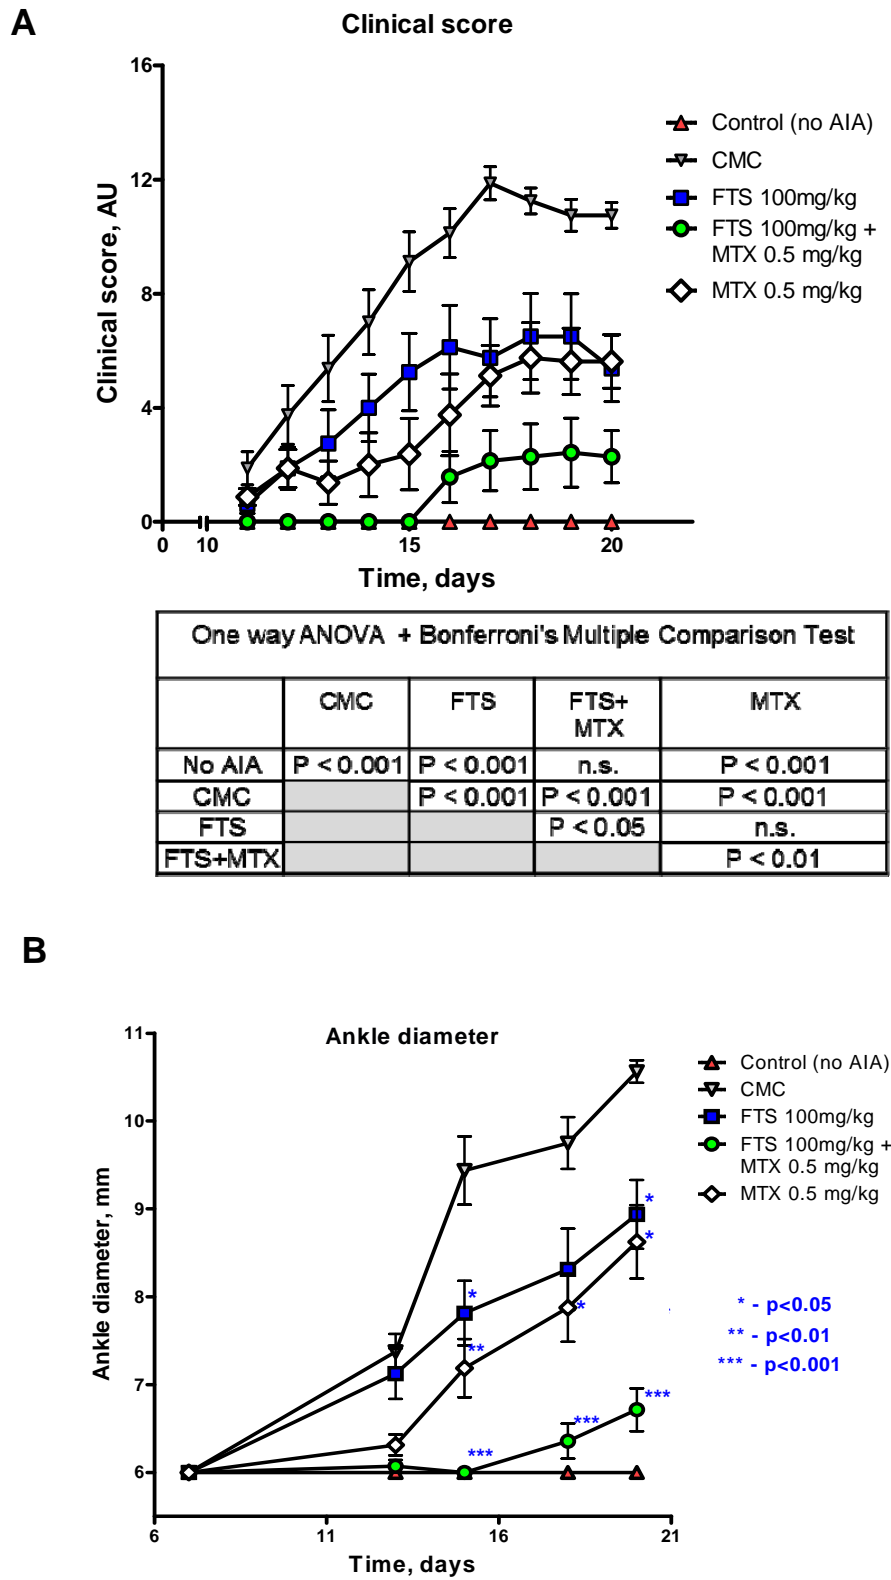 A
Clinical score
16
12
8
4
0
Clinical score, AU
0 10 15 20
Time, days
Control (no AIA)
CMC
FTS 100mg/kg
FTS 100mg/kg +
MTX 0.5 mg/kg
MTX 0.5 mg/kg
One way ANOVA + Bonferroni's Multiple Comparison Test
CMC FTS FTS+ MTX
MTX
No AIA P < 0.001 P < 0.001 n.s. P < 0.001
CMC P < 0.001 P < 0.001 P < 0.001
FTS P < 0.05 n.s.
FTS+MTX P < 0.01
B
Ankle diameter
11
10
9
8
7
6
Ankle diameter, mm
6 11 16 21
Time, days
Control (no AIA)
CMC
FTS 100mg/kg
FTS 100mg/kg +
MTX 0.5 mg/kg
MTX 0.5 mg/kg
*
*
*
**
*
***
***
***
* - p<0.05
** - p<0.01
*** - p<0.001